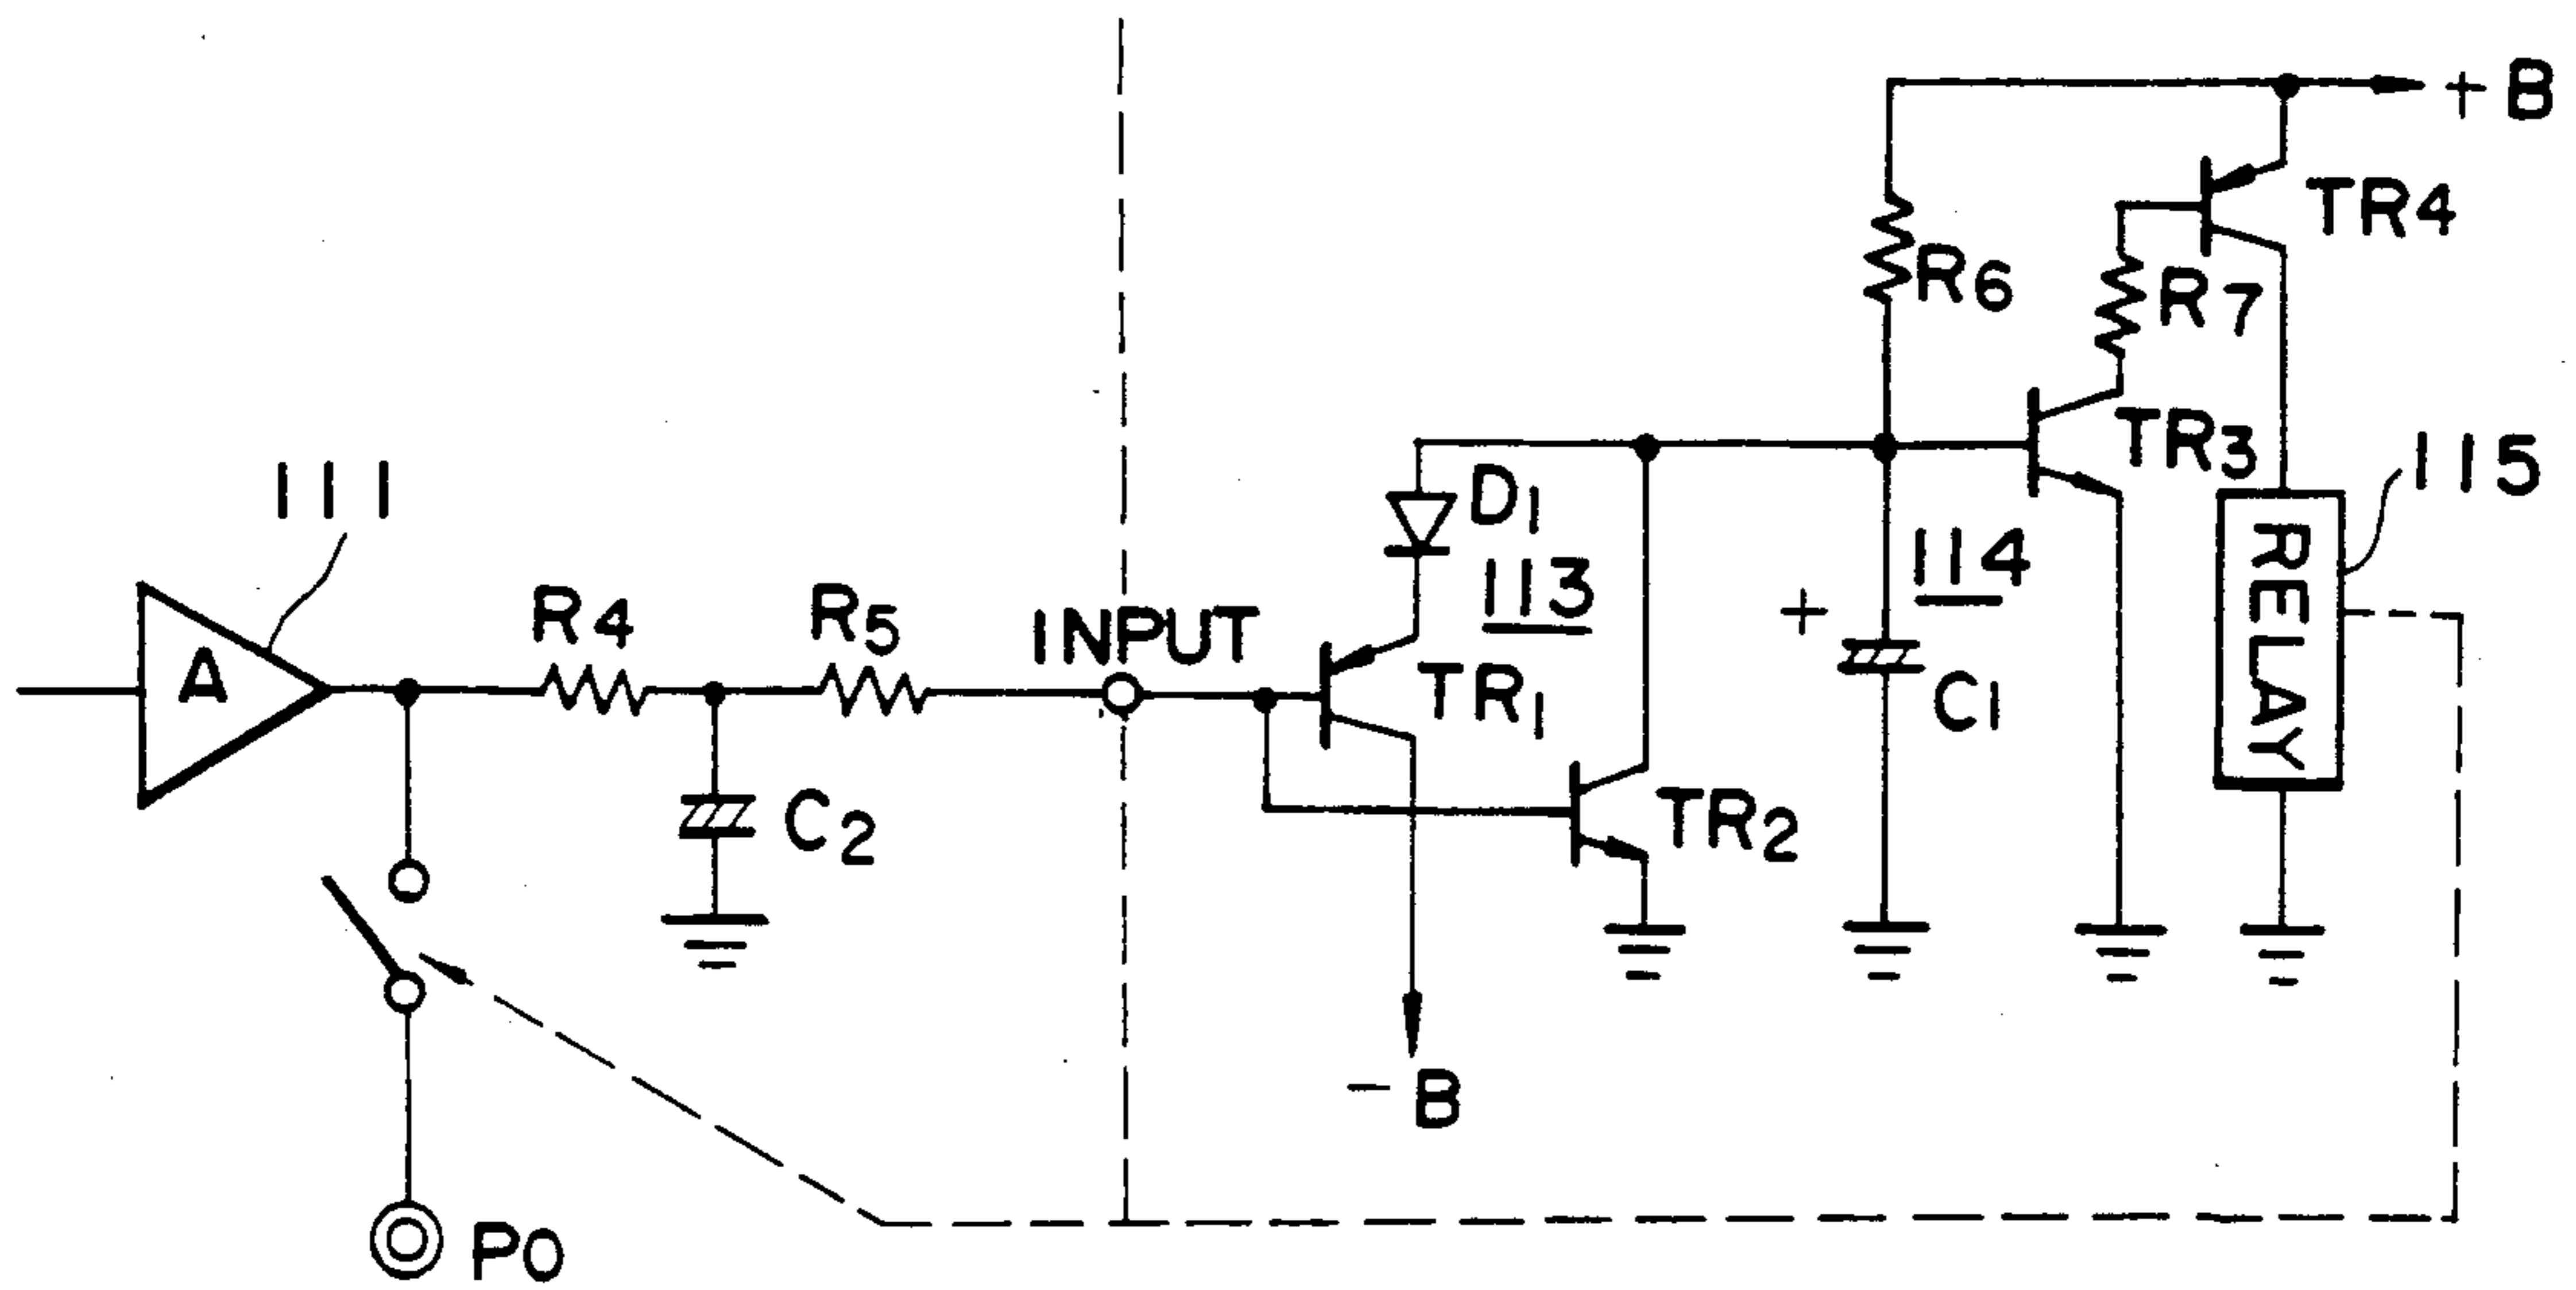 + B
TR4
R6
R7
TR3
115
111
D1
113
114
R4
R5
INPUT
TR1
+
C1
RELAY
A
C2
TR2
- B
PO